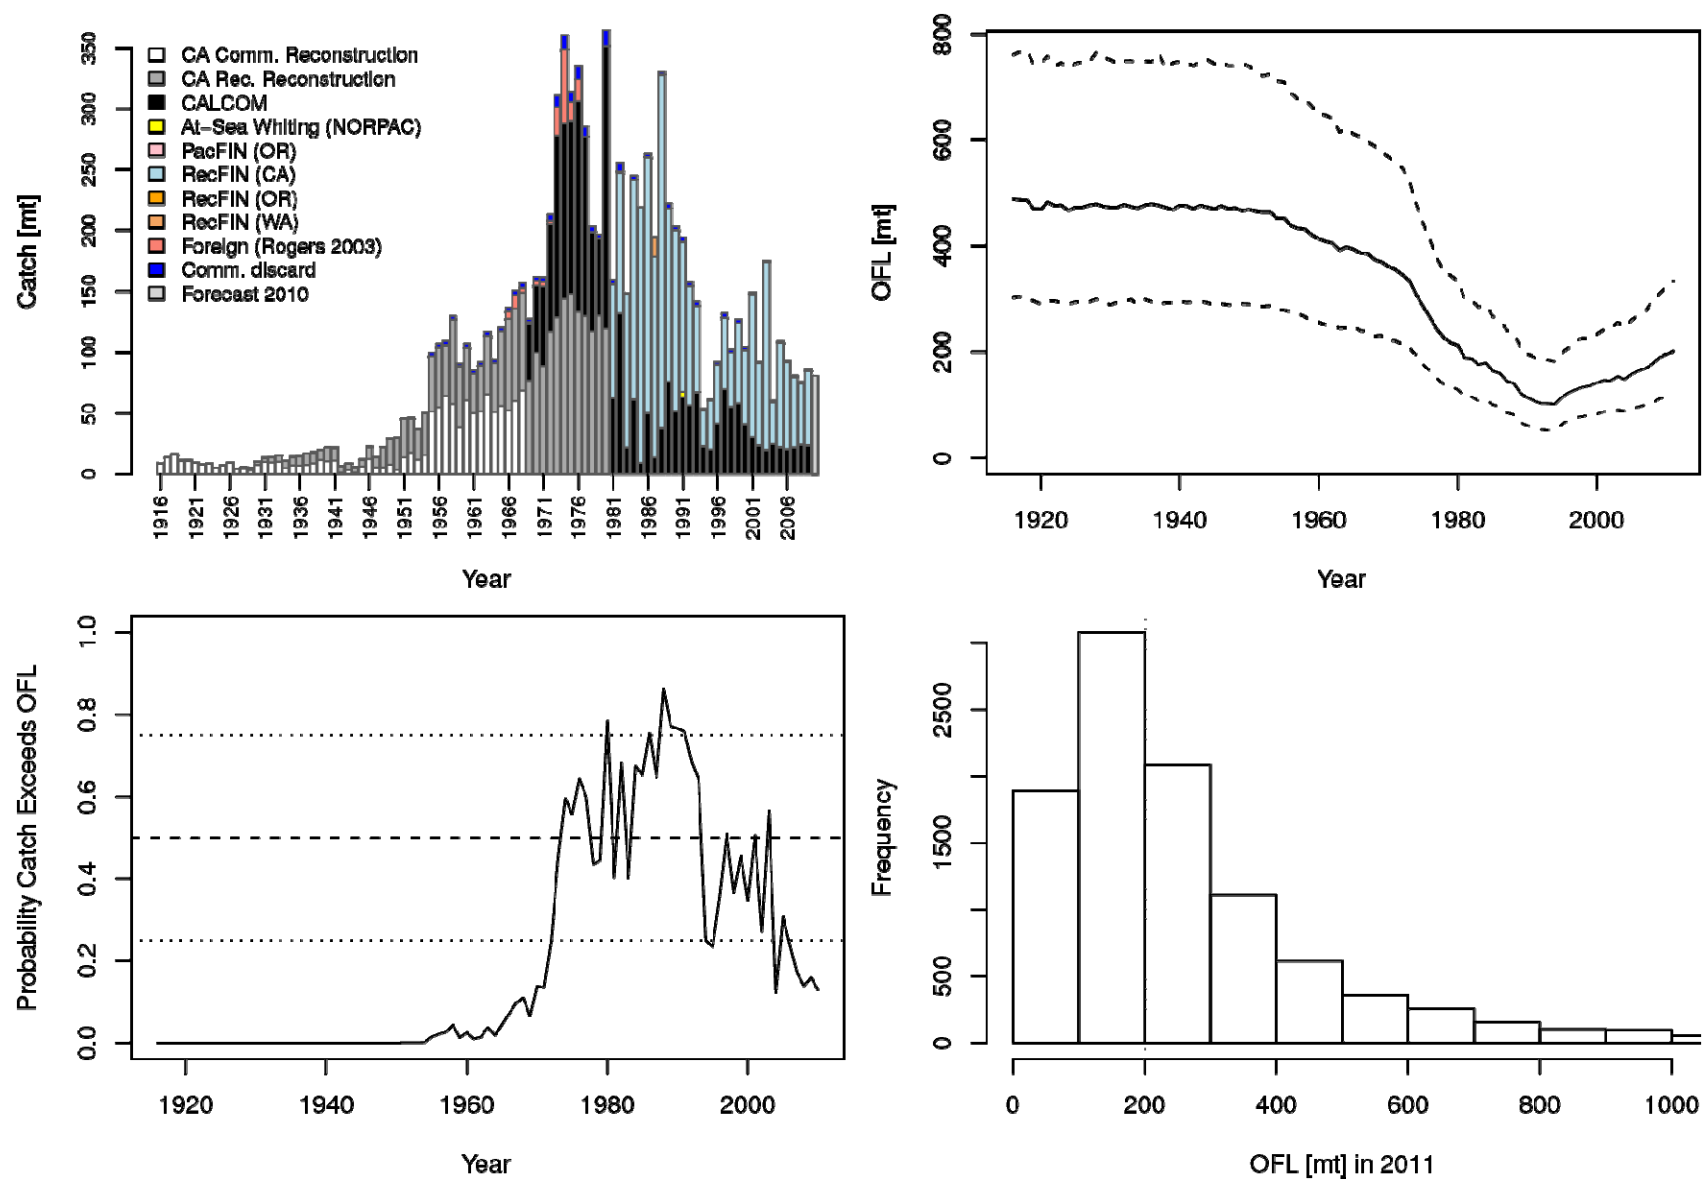 Catch [mt]
350
300
250
200
150
100
50
0
CA Comm. Reconstruction
CA Rec. Reconstruction
CALCOM
At-Sea Whiting (NORPAC)
PacFIN (OR)
RecFIN (CA)
RecFIN (OR)
RecFIN (WA)
Foreign (Rogers 2003)
Comm. discard
Forecast 2010
1916 1921 1926 1931 1936 1941 1946 1951 1956 1961 1966 1971 1976 1981 1986 1991 1996 2001 2006
Year
OFL [mt]
800
600
400
200
0
1920 1940 1960 1980 2000
Year
Probability Catch Exceeds OFL
1.0
0.8
0.6
0.4
0.2
0.0
1920 1940 1960 1980 2000
Year
Frequency
2500
1500
500
0
0 200 400 600 800 1000
OFL [mt] in 2011